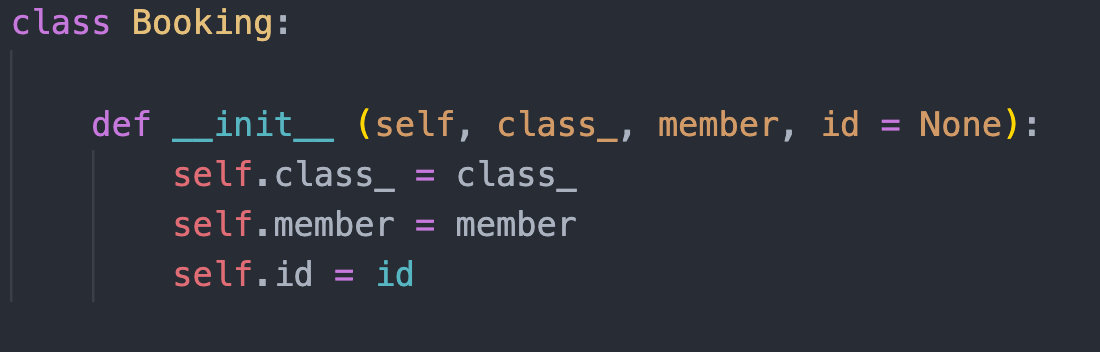 class Booking:
    def __init__ (self, class_, member, id = None):
        self.class_ = class_
        self.member = member
        self.id = id